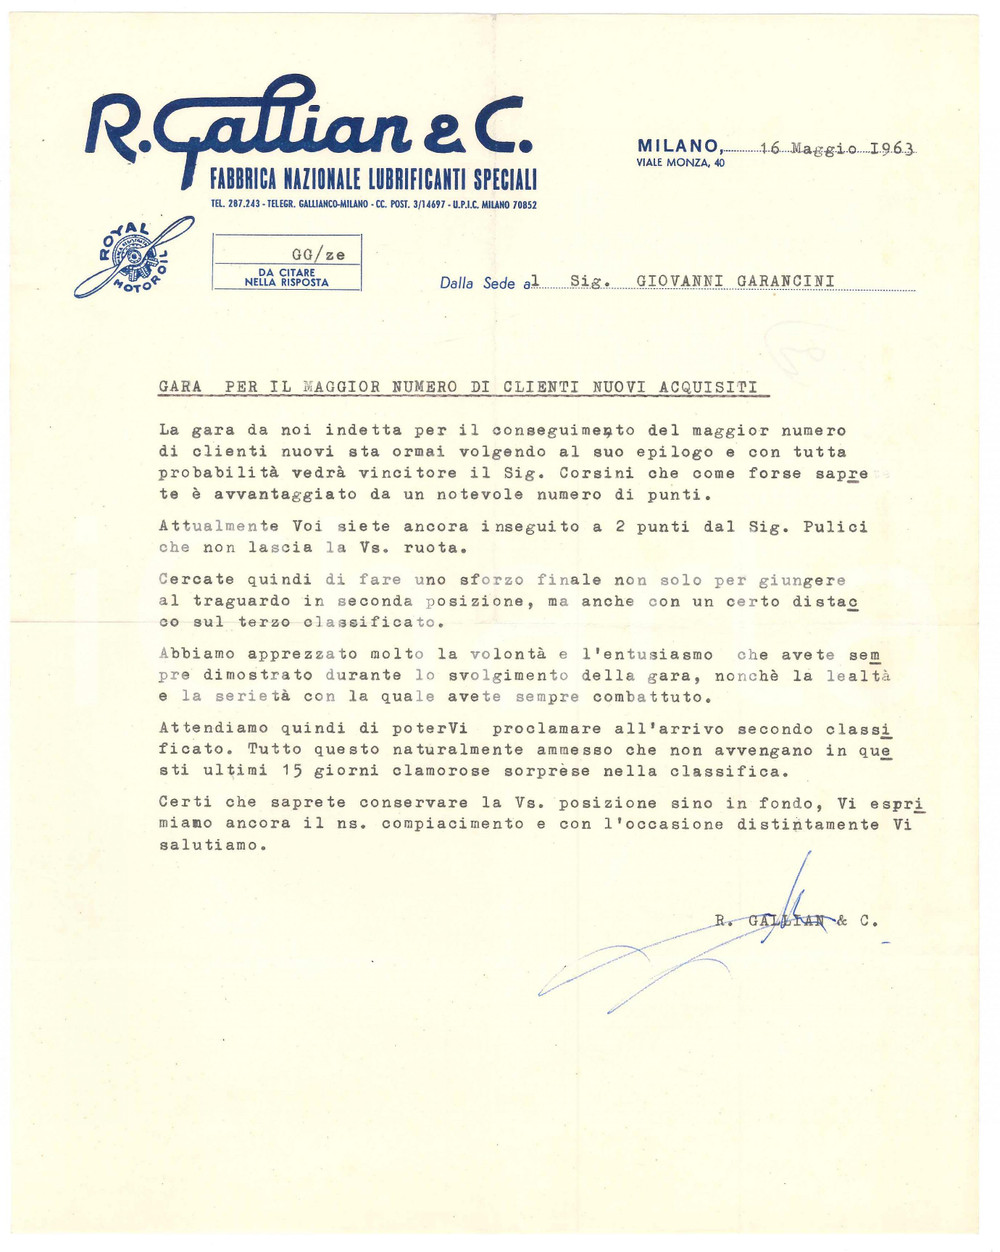 R. Gallian & C.
FABBRICA NAZIONALE LUBRIFICANTI SPECIALI
TEL. 287.243 - TELEGR. GALLIANCO-MILANO - CC. POST. 3/14697 - U.P.I.C. MILANO 70852
MILANO, 16 Maggio I963
VIALE MONZA, 40
ROYAL
MOTOROIL
GG/ze
DA CITARE
NELLA RISPOSTA
Dalla Sede al Sig. GIOVANNI GARANCINI
GARA PER IL MAGGIOR NUMERO DI CLIENTI NUOVI ACQUISITI
La gara da noi indetta per il conseguimento del maggior numero
di clienti nuovi sta ormai volgendo al suo epilogo e con tutta
probabilità vedrà vincitore il Sig. Corsini che come forse sapre
te è avvantaggiato da un notevole numero di punti.
Attualmente Voi siete ancora inseguito a 2 punti dal Sig. Pulici
che non lascia la Vs. ruota.
Cercate quindi di fare uno sforzo finale non solo per giungere
al traguardo in seconda posizione, ma anche con un certo distac
co sul terzo classificato.
Abbiamo apprezzato molto la volontà e l'entusiasmo che avete sem
pre dimostrato durante lo svolgimento della gara, nonchè la lealtà
e la serietà con la quale avete sempre combattuto.
Attendiamo quindi di poterVi proclamare all'arrivo secondo classi
ficato. Tutto questo naturalmente ammesso che non avvengano in que
sti ultimi 15 giorni clamorose sorprese nella classifica.
Certi che saprete conservare la Vs. posizione sino in fondo, Vi espri
miamo ancora il ns. compiacimento e con l'occasione distintamente Vi
salutiamo.
R. GALLIAN & C.